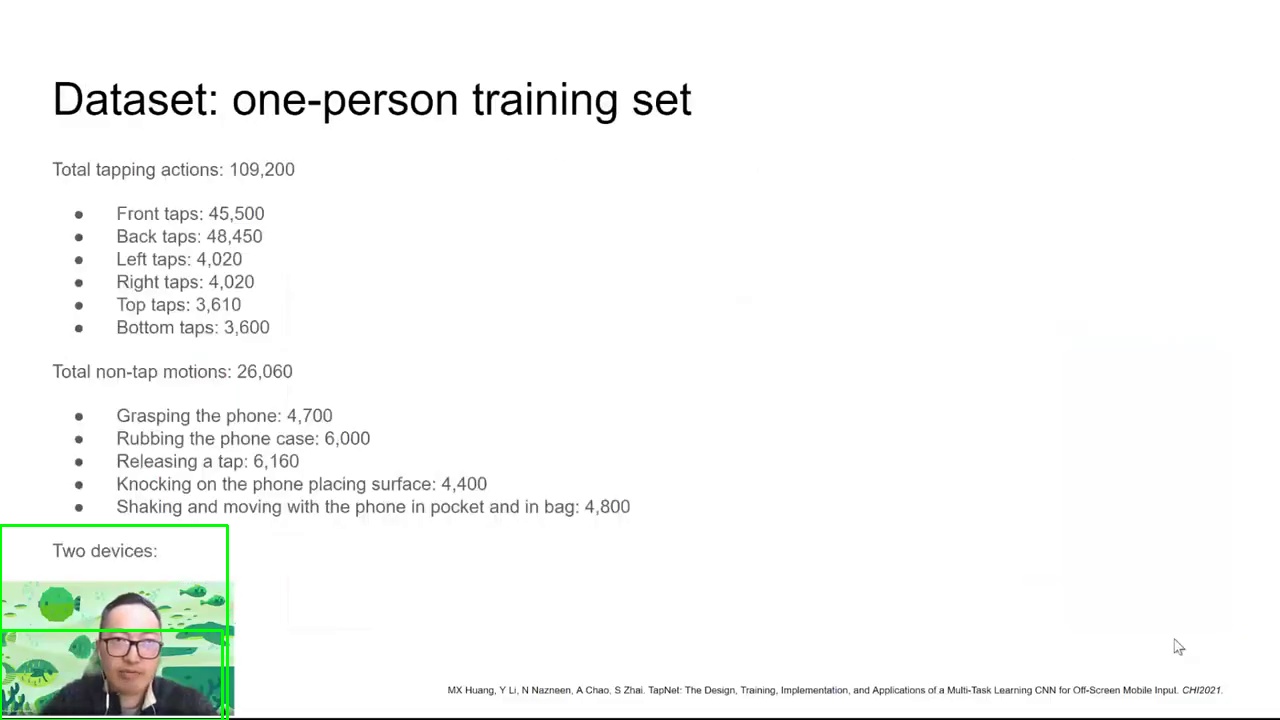 Dataset: one-person training set
Total tapping actions: 109,200
● Front taps: 45,500
● Back taps: 48,450
● Left taps: 4,020
● Right taps: 4,020
● Top taps: 3,610
● Bottom taps: 3,600
Total non-tap motions: 26,060
● Grasping the phone: 4,700
● Rubbing the phone case: 6,000
● Releasing a tap: 6,160
● Knocking on the phone placing surface: 4,400
● Shaking and moving with the phone in pocket and in bag: 4,800
Two devices:
MX Huang, Y Li, N Nazneen, A Chao, S Zhai. TapNet: The Design, Training, Implementation, and Applications of a Multi-Task Learning CNN for Off-Screen Mobile Input. CHI2021.